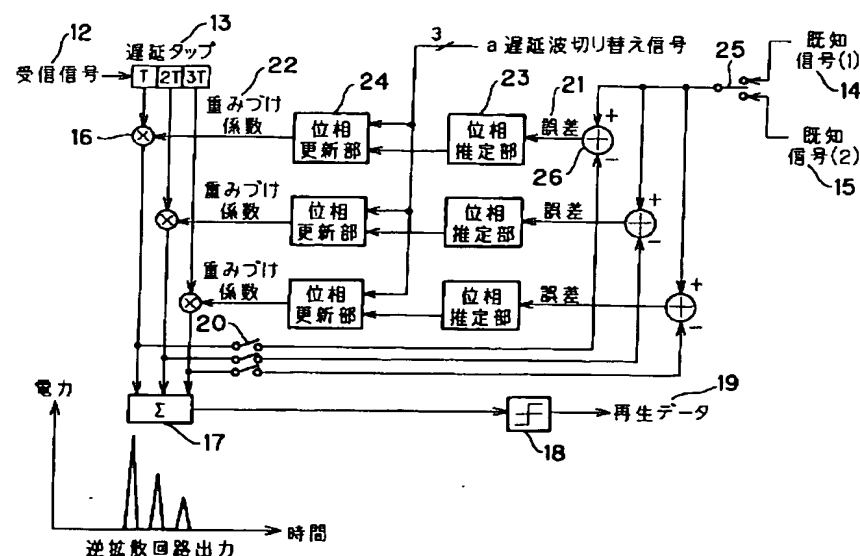 12
受信信号
13
遅延タップ
T 2T 3T
3
a 遅延波切り替え信号
25
既知
信号(1)
14
既知
信号(2)
15
16
22
重みづけ
係数
24
位相
更新部
23
位相
推定部
21
誤差
+
-
26
重みづけ
係数
位相
更新部
位相
推定部
誤差
+
-
重みづけ
係数
位相
更新部
位相
推定部
誤差
+
-
20
電力
Σ
17
18
19
再生データ
時間
逆拡散回路出力